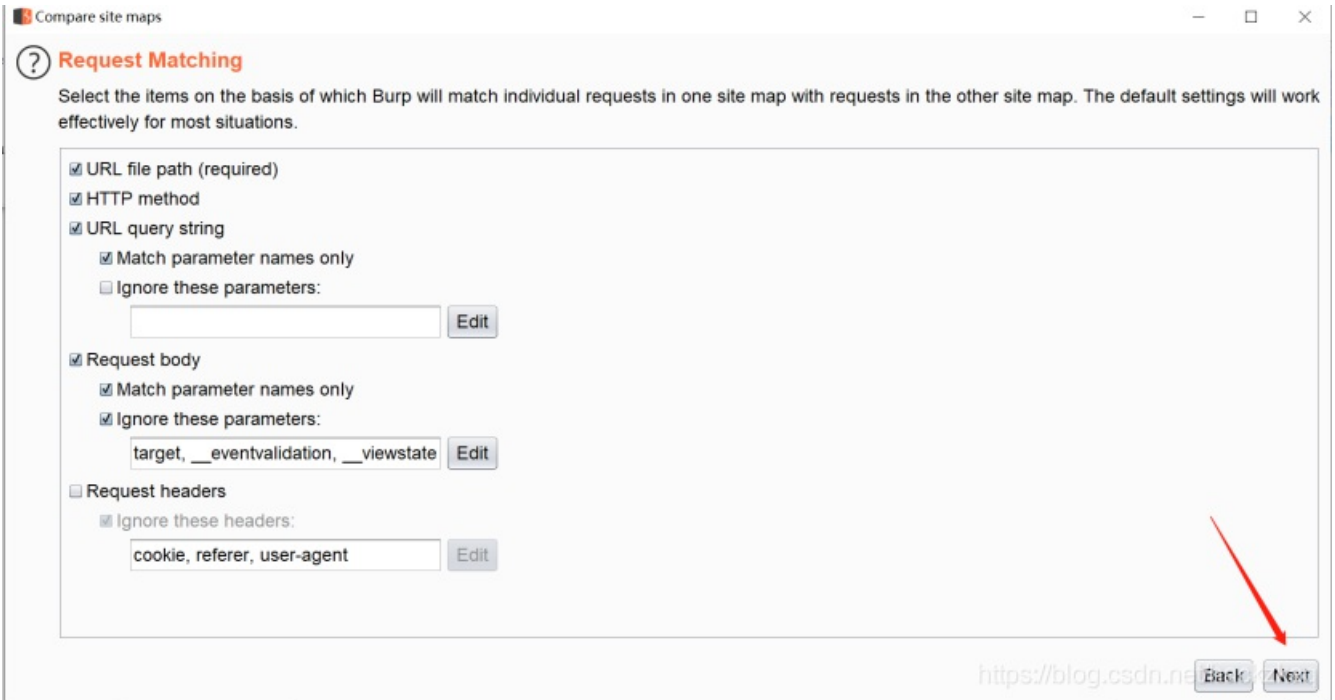 Compare site maps
Request Matching
Select the items on the basis of which Burp will match individual requests in one site map with requests in the other site map. The default settings will work
effectively for most situations.
URL file path (required)
HTTP method
URL query string
Match parameter names only
Ignore these parameters:
Edit
Request body
Match parameter names only
Ignore these parameters:
target, __eventvalidation, __viewstate Edit
Request headers
Ignore these headers:
cookie, referer, user-agent Edit
https://blog.csdn.net
Back Next